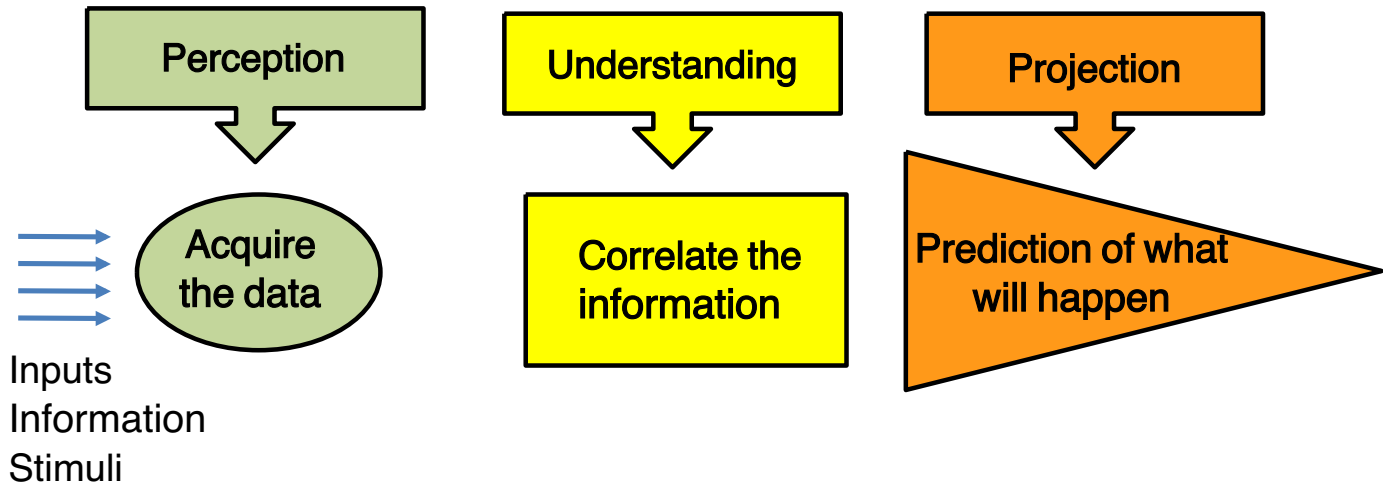 Perception
Understanding
Projection
Acquire
the data
Correlate the
information
Prediction of what
will happen
Inputs
Information
Stimuli